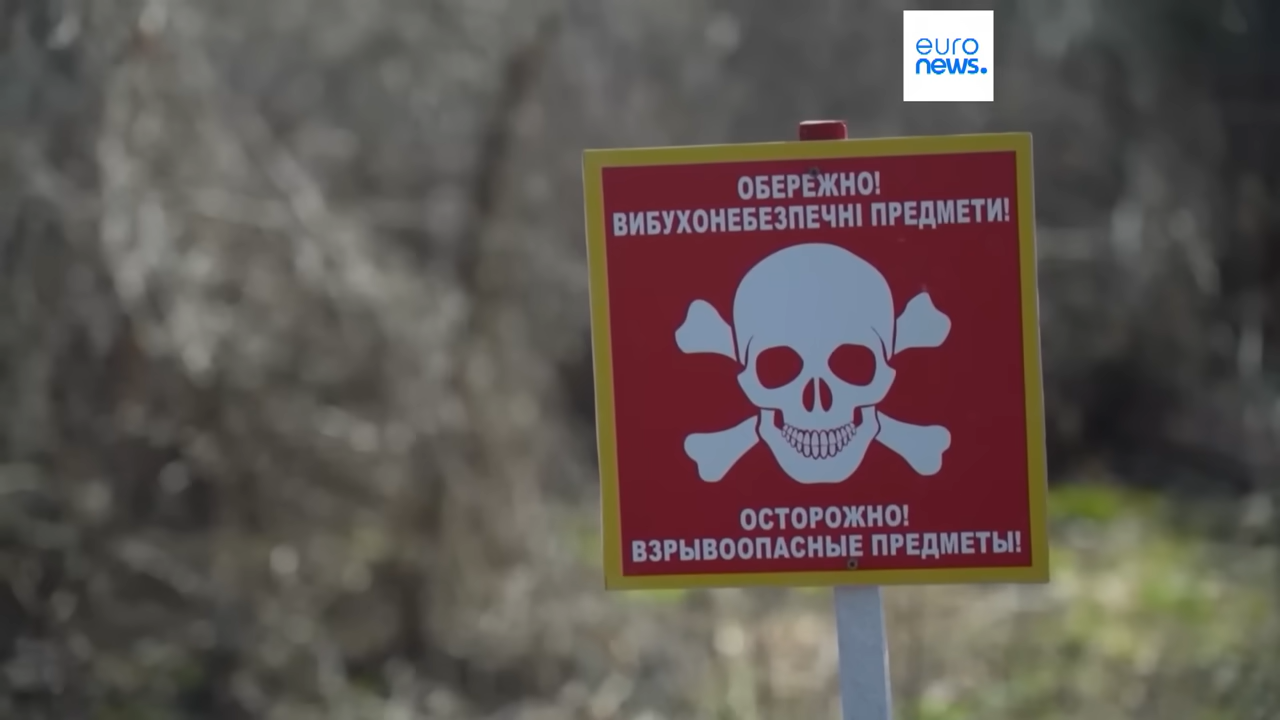 euro
news.
ОБЕРЕЖНО!
ВИБУХОНЕБЕЗПЕЧНІ ПРЕДМЕТИ!
ОСТОРОЖНО!
ВЗРЫВООПАСНЫЕ ПРЕДМЕТЫ!